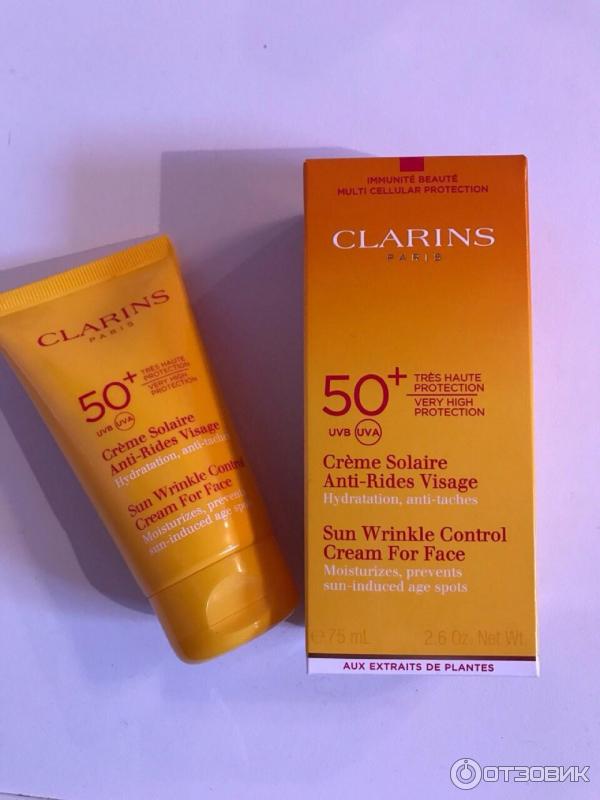 CLARINS
PARIS
50+
TRÈS HAUTE
PROTECTION
VERY HIGH
PROTECTION
UVB UVA
Crème Solaire
Anti-Rides Visage
Hydratation, anti-taches
Sun Wrinkle Control
Cream For Face
Moisturizes, prevents
sun-induced age spots
IMMUNITÉ BEAUTÉ
MULTI CELLULAR PROTECTION
CLARINS
PARIS
50+
TRÈS HAUTE
PROTECTION
VERY HIGH
PROTECTION
UVB UVA
Crème Solaire
Anti-Rides Visage
Hydratation, anti-taches
Sun Wrinkle Control
Cream For Face
Moisturizes, prevents
sun-induced age spots
℮ 75 mL 2.6 Oz. Net Wt.
AUX EXTRAITS DE PLANTES
ОТЗОВИК